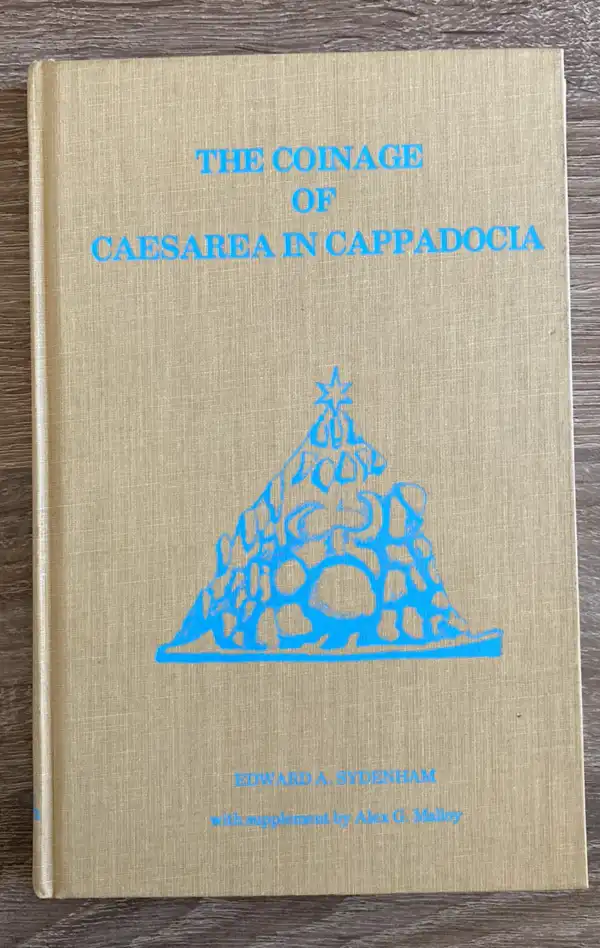 THE COINAGE
OF
CAESAREA IN CAPPADOCIA
EDWARD A. SYDENHAM
with supplement by Alex G. Malloy